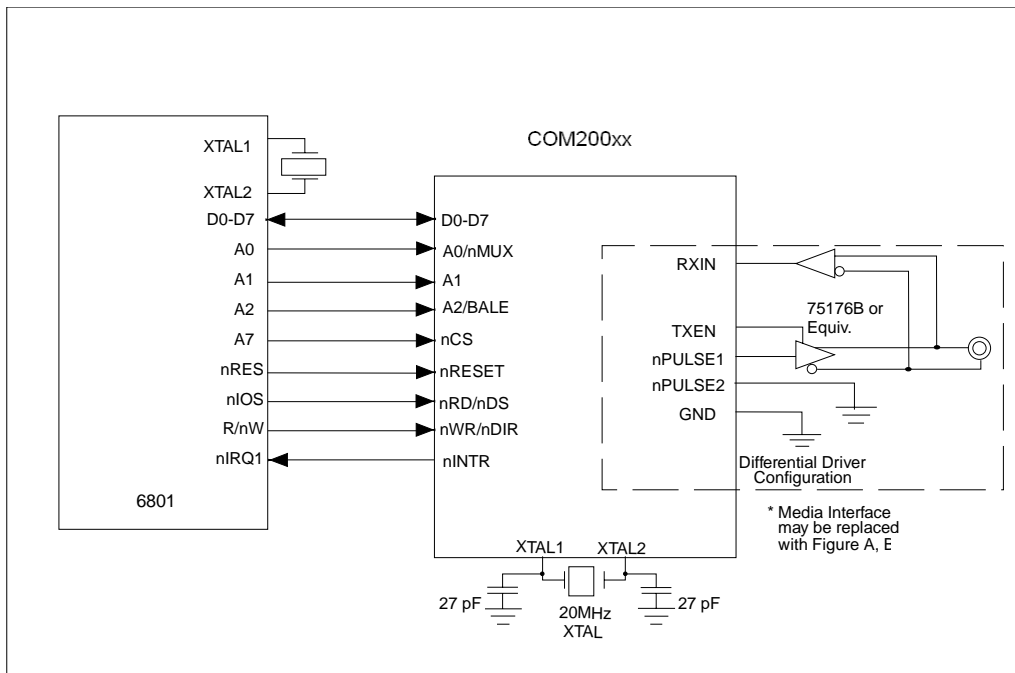 COM200xx
XTAL1
XTAL2
D0-D7
A0
A1
A2
A7
nRES
nIOS
R/nW
nIRQ1
6801
D0-D7
A0/nMUX
A1
A2/BALE
nCS
nRESET
nRD/nDS
nWR/nDIR
nINTR
RXIN
TXEN
nPULSE1
nPULSE2
GND
75176B or
Equiv.
Differential Driver
Configuration
* Media Interface
may be replaced
with Figure A,
XTAL1
XTAL2
27 pF
20MHz
XTAL
27 pF